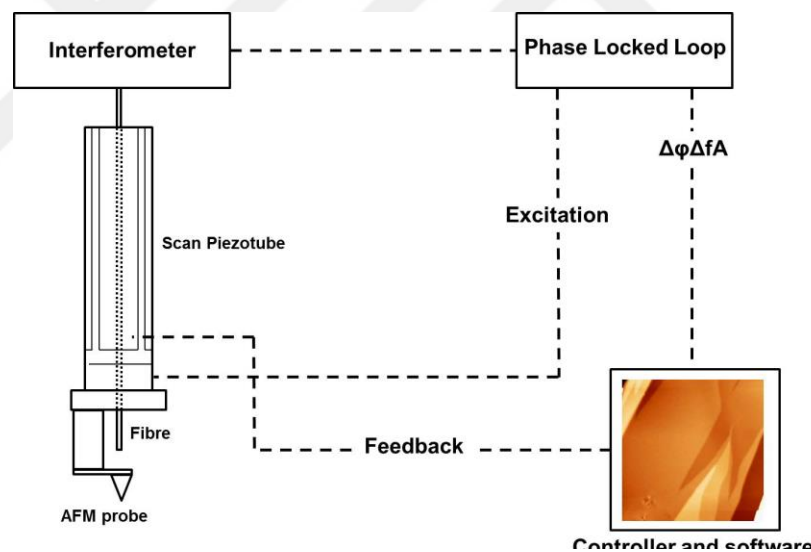 Interferometer
Phase Locked Loop
ΔφΔfA
Excitation
Scan Piezotube
Fibre
Feedback
AFM probe
Controller and software